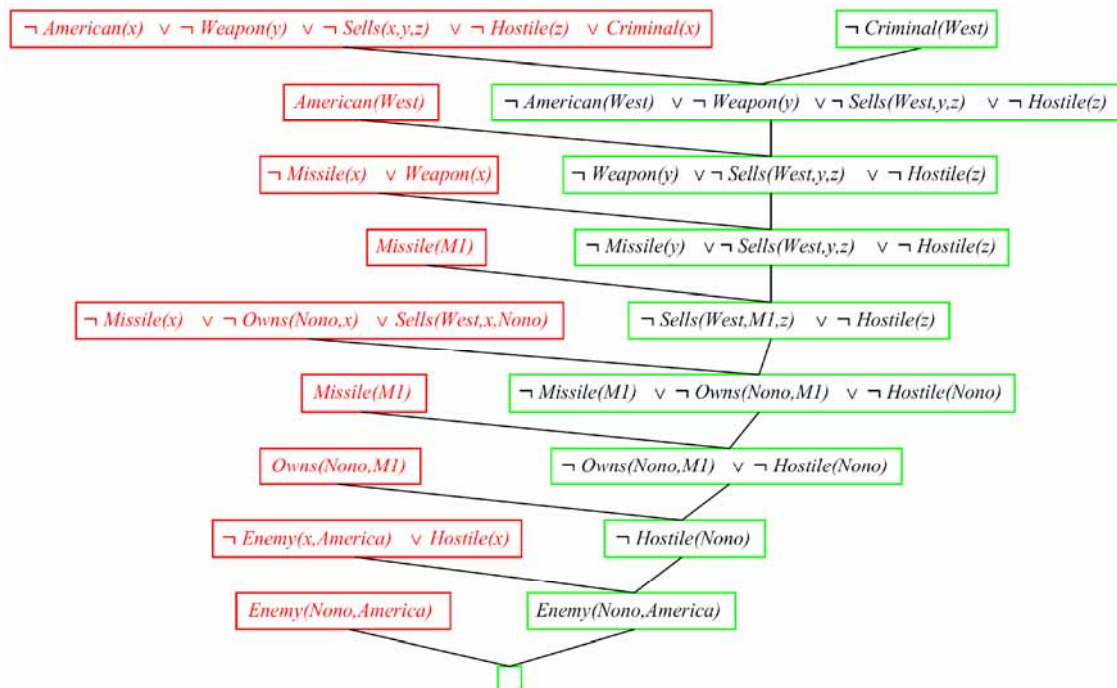 ¬ American(x) ∨ ¬ Weapon(y) ∨ ¬ Sells(x,y,z) ∨ ¬ Hostile(z) ∨ Criminal(x) ¬ Criminal(West)
American(West) ¬ American(West) ∨ ¬ Weapon(y) ∨ ¬ Sells(West,y,z) ∨ ¬ Hostile(z)
¬ Missile(x) ∨ Weapon(x) ¬ Weapon(y) ∨ ¬ Sells(West,y,z) ∨ ¬ Hostile(z)
Missile(M1) ¬ Missile(y) ∨ ¬ Sells(West,y,z) ∨ ¬ Hostile(z)
¬ Missile(x) ∨ ¬ Owns(Nono,x) ∨ Sells(West,x,Nono) ¬ Sells(West,M1,z) ∨ ¬ Hostile(z)
Missile(M1) ¬ Missile(M1) ∨ ¬ Owns(Nono,M1) ∨ ¬ Hostile(Nono)
Owns(Nono,M1) ¬ Owns(Nono,M1) ∨ ¬ Hostile(Nono)
¬ Enemy(x,America) ∨ Hostile(x) ¬ Hostile(Nono)
Enemy(Nono,America) Enemy(Nono,America)